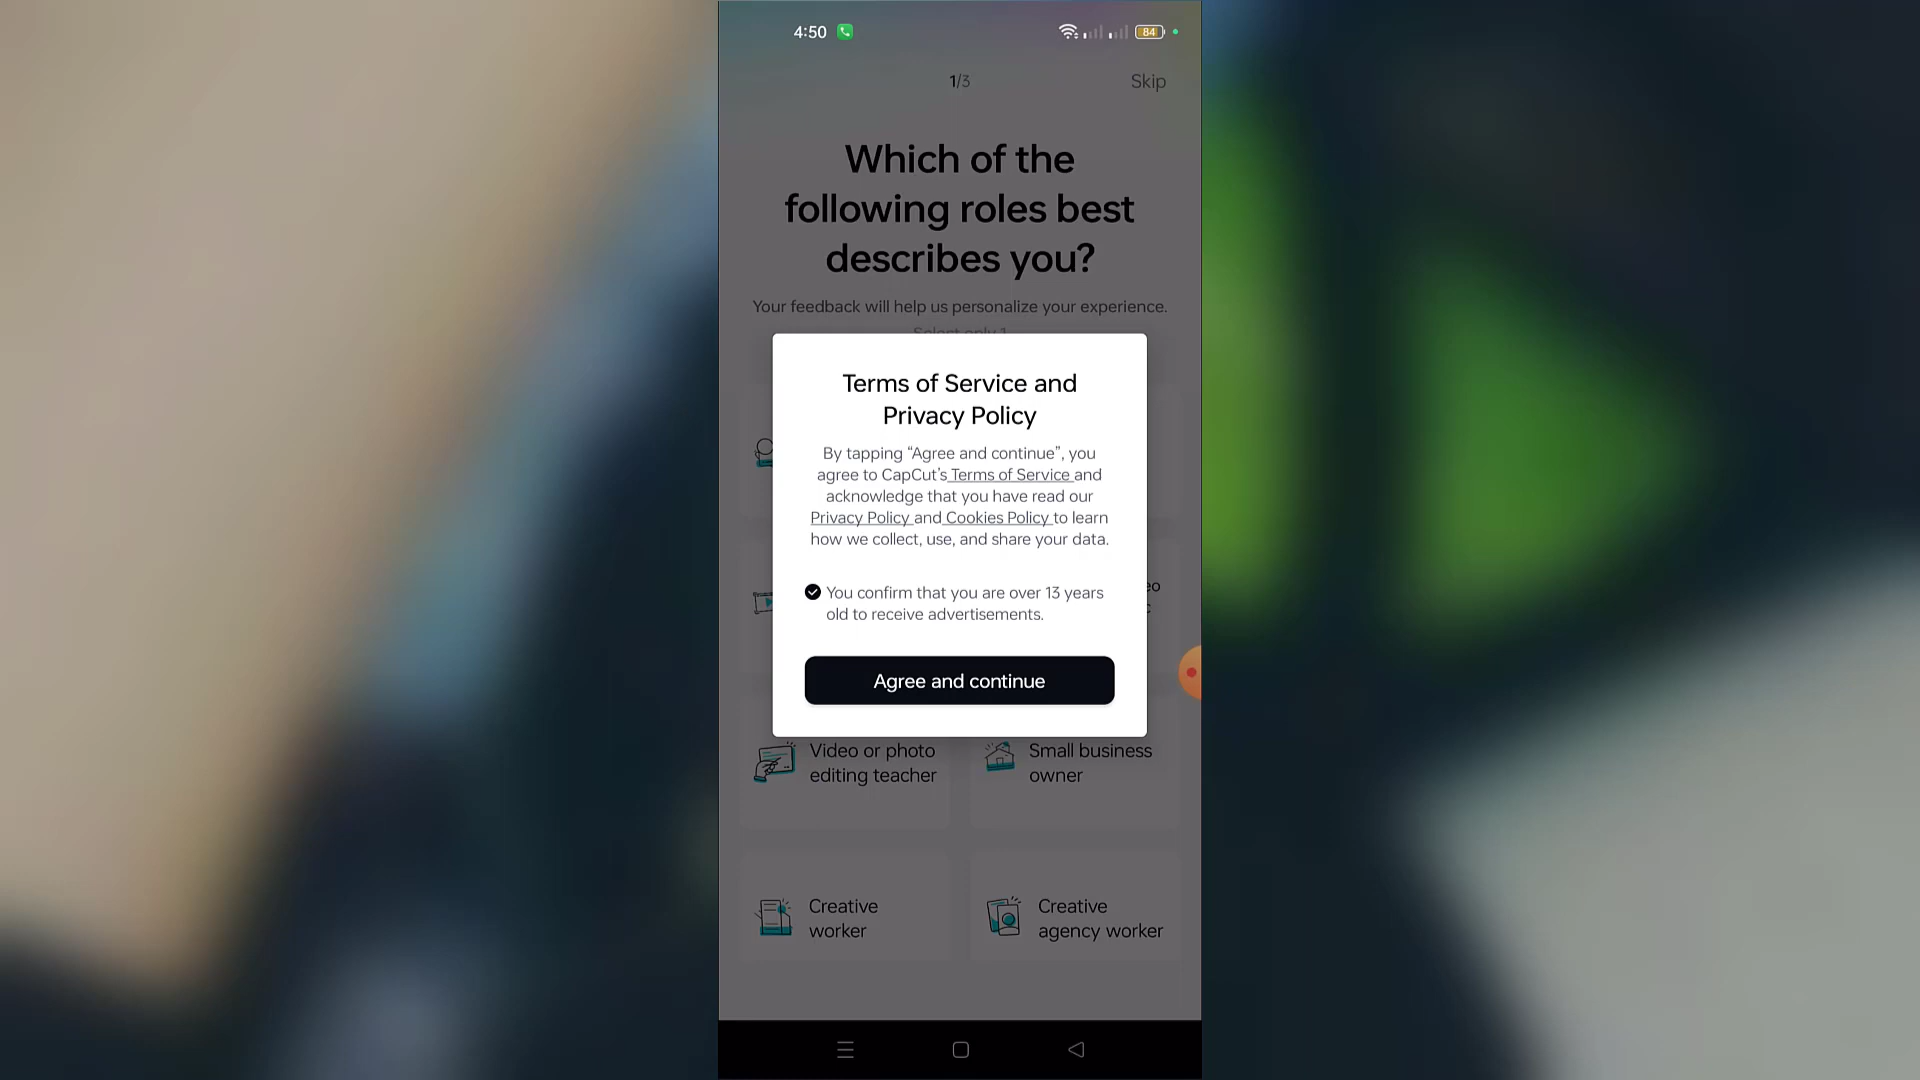 4:50
84
1/3
Skip
Which of the
following roles best
describes you?
Your feedback will help us personalize your experience.
Select only 1
Terms of Service and
Privacy Policy
By tapping “Agree and continue”, you
agree to CapCut’s Terms of Service and
acknowledge that you have read our
Privacy Policy and Cookies Policy to learn
how we collect, use, and share your data.
You confirm that you are over 13 years
old to receive advertisements.
Agree and continue
Video or photo
editing teacher
Small business
owner
Creative
worker
Creative
agency worker